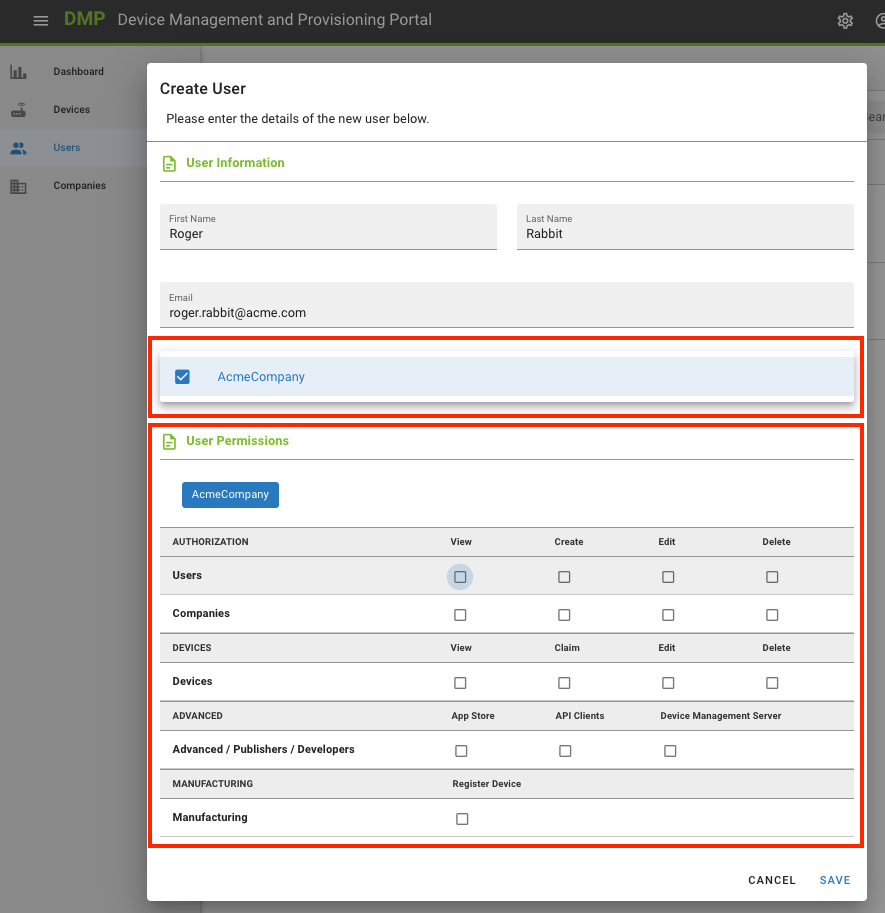 DMP Device Management and Provisioning Portal
Dashboard
Devices
Users
Companies
Create User
Please enter the details of the new user below.
User Information
First Name
Roger
Last Name
Rabbit
Email
roger.rabbit@acme.com
AcmeCompany
User Permissions
AcmeCompany
AUTHORIZATION View Create Edit Delete
Users
Companies
DEVICES View Claim Edit Delete
Devices
ADVANCED App Store API Clients Device Management Server
Advanced / Publishers / Developers
MANUFACTURING Register Device
Manufacturing
CANCEL SAVE